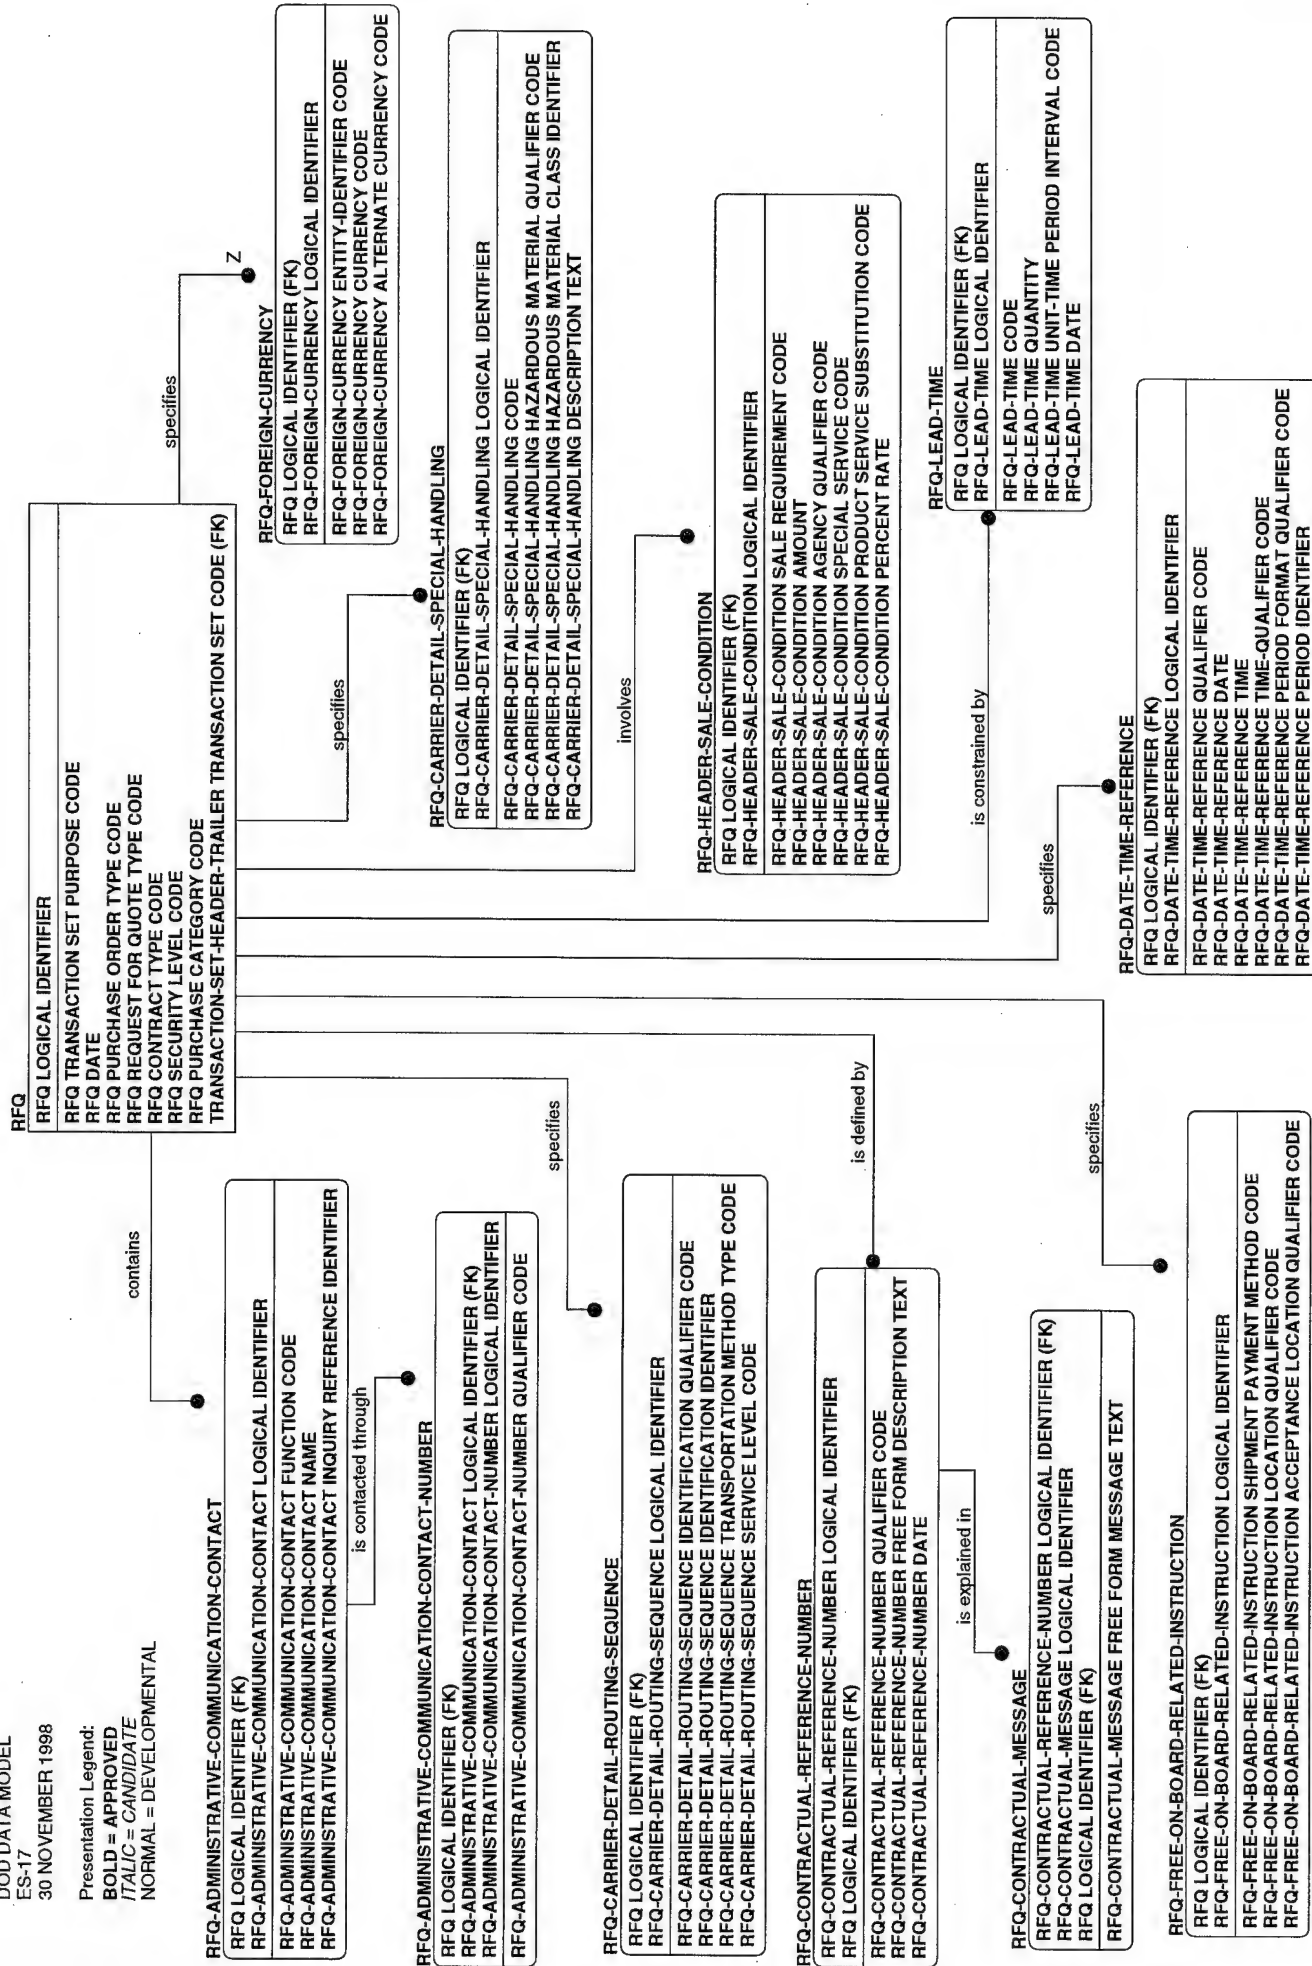 DOD DATA MODEL
ES-17
30 NOVEMBER 1998
Presentation Legend:
BOLD = APPROVED
ITALIC = CANDIDATE
NORMAL = DEVELOPMENTAL
RFQ
RFQ LOGICAL IDENTIFIER
RFQ TRANSACTION SET PURPOSE CODE
RFQ DATE
RFQ PURCHASE ORDER TYPE CODE
RFQ REQUEST FOR QUOTE TYPE CODE
RFQ CONTRACT TYPE CODE
RFQ SECURITY LEVEL CODE
RFQ PURCHASE CATEGORY CODE
TRANSACTION-SET-HEADER-TRAILER TRANSACTION SET CODE (FK)
contains
RFQ-ADMINISTRATIVE-COMMUNICATION-CONTACT
RFQ LOGICAL IDENTIFIER (FK)
RFQ-ADMINISTRATIVE-COMMUNICATION-CONTACT LOGICAL IDENTIFIER
RFQ-ADMINISTRATIVE-COMMUNICATION-CONTACT FUNCTION CODE
RFQ-ADMINISTRATIVE-COMMUNICATION-CONTACT NAME
RFQ-ADMINISTRATIVE-COMMUNICATION-CONTACT INQUIRY REFERENCE IDENTIFIER
is contacted through
RFQ-ADMINISTRATIVE-COMMUNICATION-CONTACT-NUMBER
RFQ LOGICAL IDENTIFIER (FK)
RFQ-ADMINISTRATIVE-COMMUNICATION-CONTACT LOGICAL IDENTIFIER (FK)
RFQ-ADMINISTRATIVE-COMMUNICATION-CONTACT-NUMBER LOGICAL IDENTIFIER
RFQ-ADMINISTRATIVE-COMMUNICATION-CONTACT-NUMBER QUALIFIER CODE
specifies
RFQ-CARRIER-DETAIL-ROUTING-SEQUENCE
RFQ LOGICAL IDENTIFIER (FK)
RFQ-CARRIER-DETAIL-ROUTING-SEQUENCE LOGICAL IDENTIFIER
RFQ-CARRIER-DETAIL-ROUTING-SEQUENCE IDENTIFICATION QUALIFIER CODE
RFQ-CARRIER-DETAIL-ROUTING-SEQUENCE IDENTIFICATION IDENTIFIER
RFQ-CARRIER-DETAIL-ROUTING-SEQUENCE TRANSPORTATION METHOD TYPE CODE
RFQ-CARRIER-DETAIL-ROUTING-SEQUENCE SERVICE LEVEL CODE
is defined by
RFQ-CONTRACTUAL-REFERENCE-NUMBER
RFQ-CONTRACTUAL-REFERENCE-NUMBER LOGICAL IDENTIFIER
RFQ LOGICAL IDENTIFIER (FK)
RFQ-CONTRACTUAL-REFERENCE-NUMBER QUALIFIER CODE
RFQ-CONTRACTUAL-REFERENCE-NUMBER FREE FORM DESCRIPTION TEXT
RFQ-CONTRACTUAL-REFERENCE-NUMBER DATE
is explained in
RFQ-CONTRACTUAL-MESSAGE
RFQ-CONTRACTUAL-REFERENCE-NUMBER LOGICAL IDENTIFIER (FK)
RFQ-CONTRACTUAL-MESSAGE LOGICAL IDENTIFIER
RFQ LOGICAL IDENTIFIER (FK)
RFQ-CONTRACTUAL-MESSAGE FREE FORM MESSAGE TEXT
specifies
RFQ-FREE-ON-BOARD-RELATED-INSTRUCTION
RFQ LOGICAL IDENTIFIER (FK)
RFQ-FREE-ON-BOARD-RELATED-INSTRUCTION LOGICAL IDENTIFIER
RFQ-FREE-ON-BOARD-RELATED-INSTRUCTION SHIPMENT PAYMENT METHOD CODE
RFQ-FREE-ON-BOARD-RELATED-INSTRUCTION LOCATION QUALIFIER CODE
RFQ-FREE-ON-BOARD-RELATED-INSTRUCTION ACCEPTANCE LOCATION QUALIFIER CODE
specifies
Z
RFQ-FOREIGN-CURRENCY
RFQ LOGICAL IDENTIFIER (FK)
RFQ-FOREIGN-CURRENCY LOGICAL IDENTIFIER
RFQ-FOREIGN-CURRENCY ENTITY-IDENTIFIER CODE
RFQ-FOREIGN-CURRENCY CURRENCY CODE
RFQ-FOREIGN-CURRENCY ALTERNATE CURRENCY CODE
specifies
RFQ-CARRIER-DETAIL-SPECIAL-HANDLING
RFQ LOGICAL IDENTIFIER (FK)
RFQ-CARRIER-DETAIL-SPECIAL-HANDLING LOGICAL IDENTIFIER
RFQ-CARRIER-DETAIL-SPECIAL-HANDLING CODE
RFQ-CARRIER-DETAIL-SPECIAL-HANDLING HAZARDOUS MATERIAL QUALIFIER CODE
RFQ-CARRIER-DETAIL-SPECIAL-HANDLING HAZARDOUS MATERIAL CLASS IDENTIFIER
RFQ-CARRIER-DETAIL-SPECIAL-HANDLING DESCRIPTION TEXT
involves
RFQ-HEADER-SALE-CONDITION
RFQ LOGICAL IDENTIFIER (FK)
RFQ-HEADER-SALE-CONDITION LOGICAL IDENTIFIER
RFQ-HEADER-SALE-CONDITION SALE REQUIREMENT CODE
RFQ-HEADER-SALE-CONDITION AMOUNT
RFQ-HEADER-SALE-CONDITION AGENCY QUALIFIER CODE
RFQ-HEADER-SALE-CONDITION SPECIAL SERVICE CODE
RFQ-HEADER-SALE-CONDITION PRODUCT SERVICE SUBSTITUTION CODE
RFQ-HEADER-SALE-CONDITION PERCENT RATE
is constrained by
RFQ-LEAD-TIME
RFQ LOGICAL IDENTIFIER (FK)
RFQ-LEAD-TIME LOGICAL IDENTIFIER
RFQ-LEAD-TIME CODE
RFQ-LEAD-TIME QUANTITY
RFQ-LEAD-TIME UNIT-TIME PERIOD INTERVAL CODE
RFQ-LEAD-TIME DATE
specifies
RFQ-DATE-TIME-REFERENCE
RFQ LOGICAL IDENTIFIER (FK)
RFQ-DATE-TIME-REFERENCE LOGICAL IDENTIFIER
RFQ-DATE-TIME-REFERENCE QUALIFIER CODE
RFQ-DATE-TIME-REFERENCE DATE
RFQ-DATE-TIME-REFERENCE TIME
RFQ-DATE-TIME-REFERENCE TIME-QUALIFIER CODE
RFQ-DATE-TIME-REFERENCE PERIOD FORMAT QUALIFIER CODE
RFQ-DATE-TIME-REFERENCE PERIOD IDENTIFIER